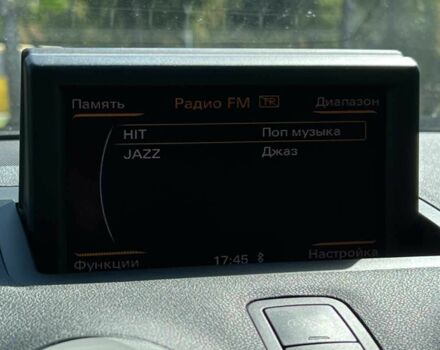 Память Радио FM TP Диапазон
HIT Поп музыка
JAZZ Джаз
Функции 17:45 Настройка